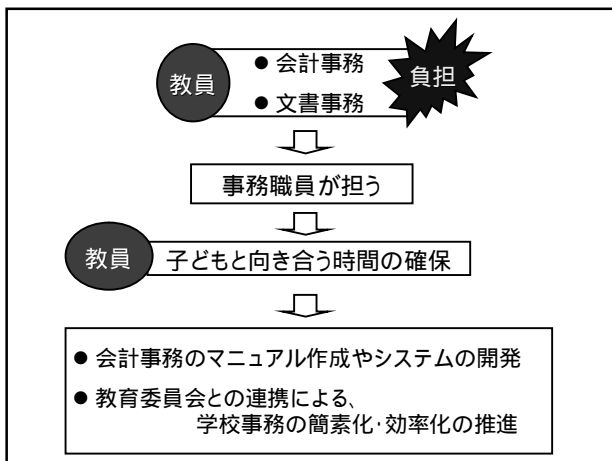 教員
● 会計事務
● 文書事務
負担
事務職員が担う
教員
子どもと向き合う時間の確保
● 会計事務のマニュアル作成やシステムの開発
● 教育委員会との連携による、
学校事務の簡素化・効率化の推進